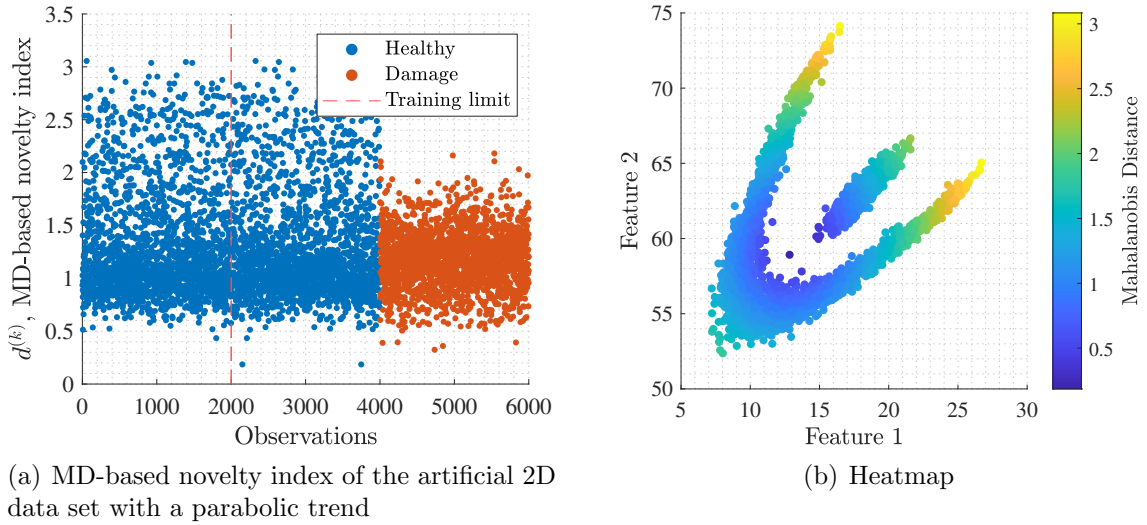 3.5
3
2.5
2
1.5
1
0.5
0
d^(k), MD-based novelty index
Healthy
Damage
Training limit
0 1000 2000 3000 4000 5000 6000
Observations
(a) MD-based novelty index of the artificial 2D
data set with a parabolic trend
75
70
65
60
55
50
Feature 2
5 10 15 20 25 30
Feature 1
3
2.5
2
1.5
1
0.5
Mahalanobis Distance
(b) Heatmap